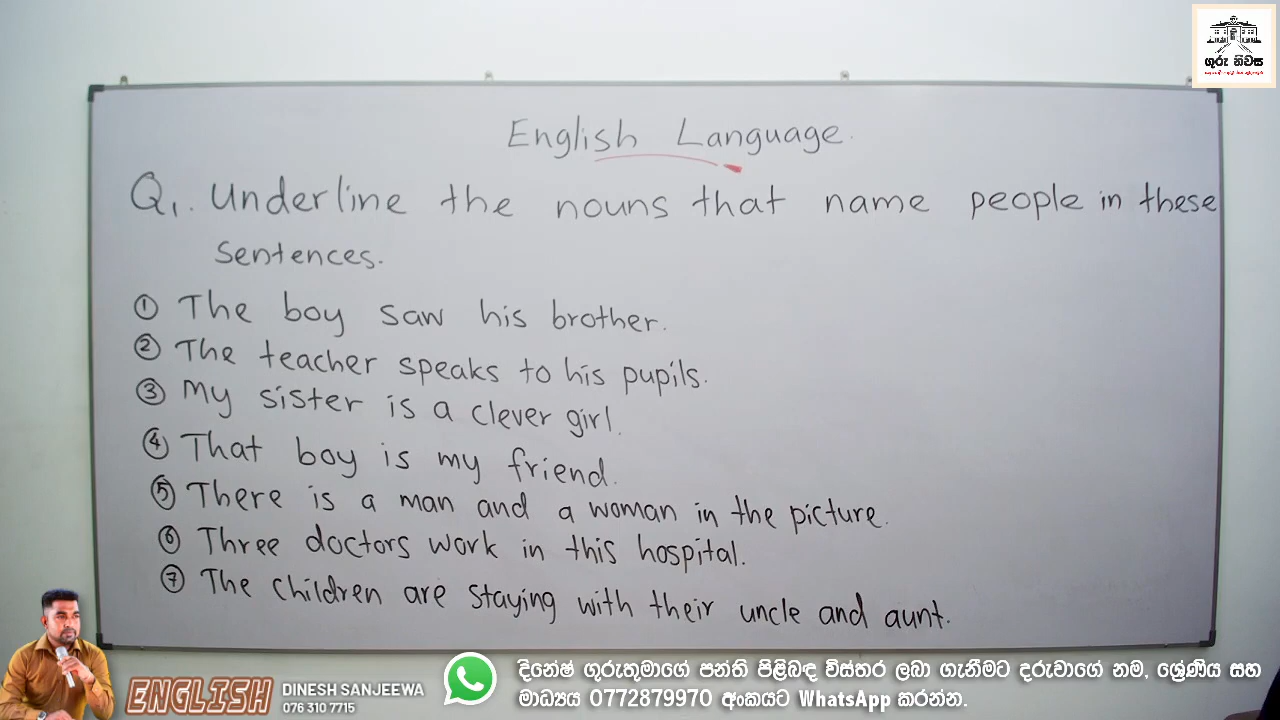 ගුරු නිවස
English Language.
Q1. Underline the nouns that name people in these
sentences.
① The boy saw his brother.
② The teacher speaks to his pupils.
③ My sister is a clever girl.
④ That boy is my friend.
⑤ There is a man and a woman in the picture.
⑥ Three doctors work in this hospital.
⑦ The children are staying with their uncle and aunt.
ENGLISH
DINESH SANJEEWA
076 310 7715
දිනේෂ් ගුරුතුමාගේ පන්ති පිළිබඳ විස්තර ලබා ගැනීමට දරුවාගේ නම, ශ්‍රේණිය සහ
මාධ්‍යය 0772879970 අංකයට WhatsApp කරන්න.